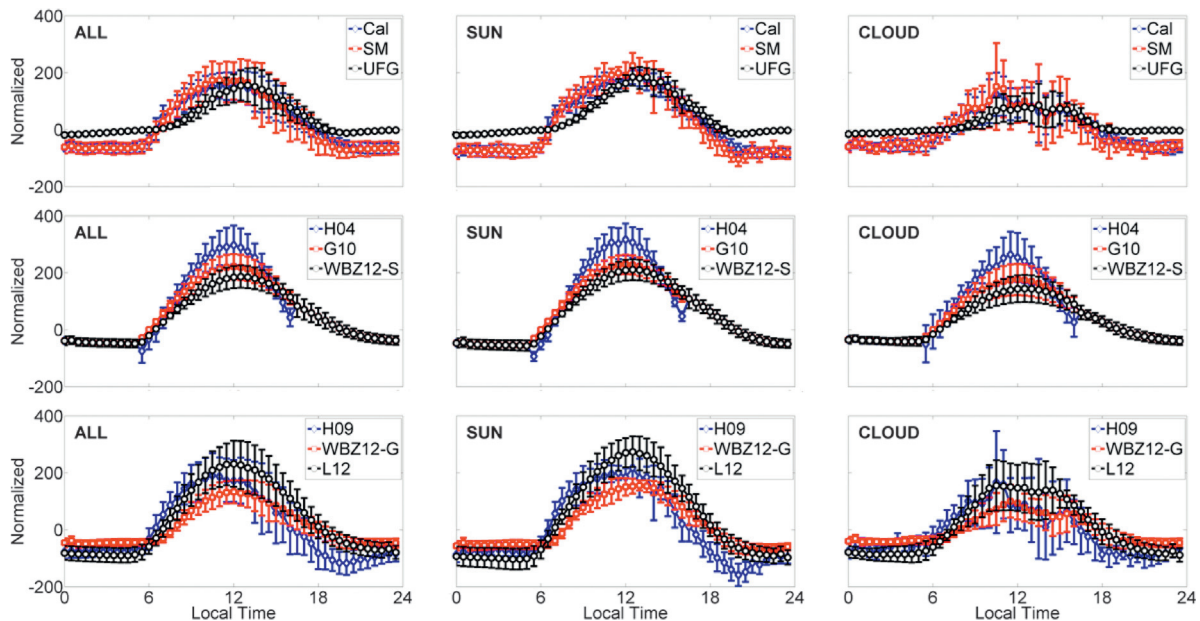 400
200
0
-200
Normalized
ALL
Cal
SM
UFG
SUN
Cal
SM
UFG
CLOUD
Cal
SM
UFG
400
200
0
-200
Normalized
ALL
H04
G10
WBZ12-S
SUN
H04
G10
WBZ12-S
CLOUD
H04
G10
WBZ12-S
400
200
0
-200
Normalized
ALL
H09
WBZ12-G
L12
0 6 12 18 24
Local Time
SUN
H09
WBZ12-G
L12
0 6 12 18 24
Local Time
CLOUD
H09
WBZ12-G
L12
0 6 12 18 24
Local Time